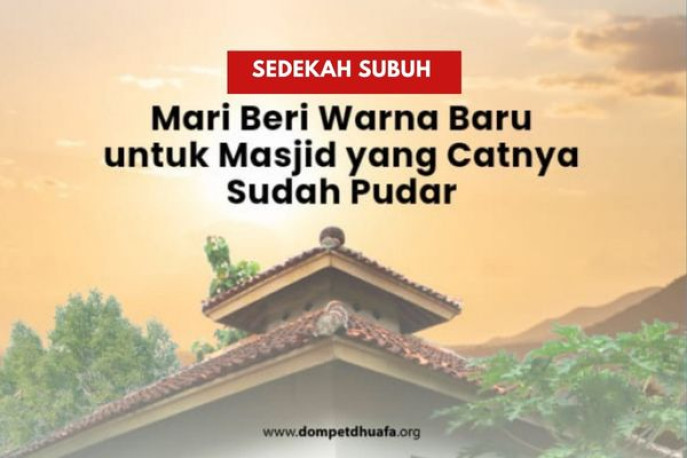 SEDEKAH SUBUH
Mari Beri Warna Baru
untuk Masjid yang Catnya
Sudah Pudar
www.dompetdhuafa.org